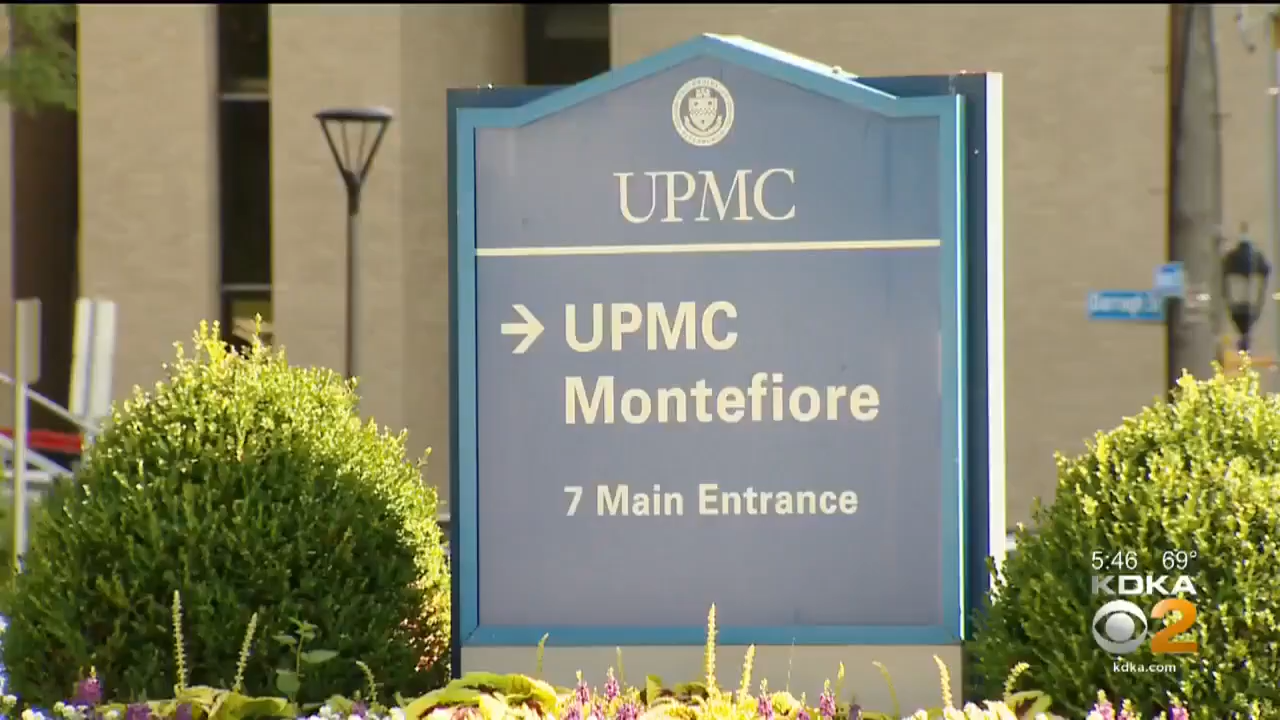 UPMC
→ UPMC
Montefiore
7 Main Entrance
5:46 69°
KDKA
2
kdka.com